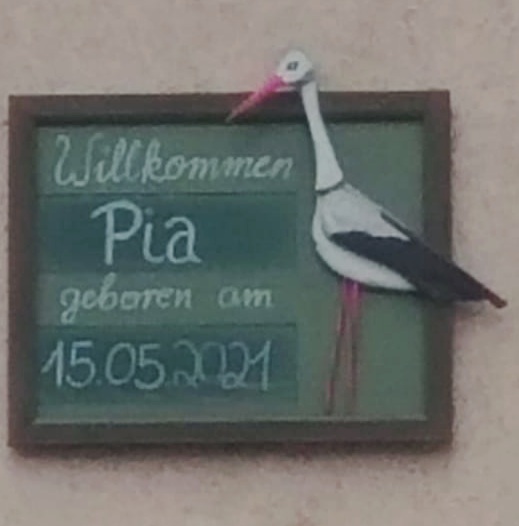 Willkommen
Pia
geboren am
15.05.2021